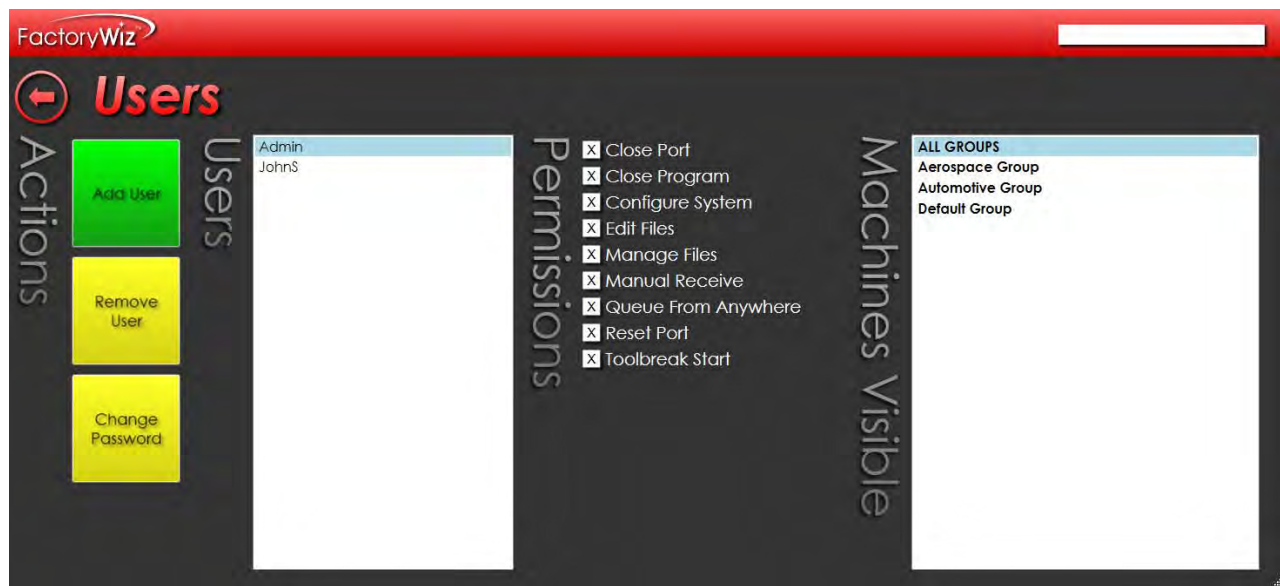 FactoryWiz™
Users
Actions
Add User
Remove
User
Change
Password
Users
Admin
JohnS
Permissions
X Close Port
X Close Program
X Configure System
X Edit Files
X Manage Files
X Manual Receive
X Queue From Anywhere
X Reset Port
X Toolbreak Start
Machines Visible
ALL GROUPS
Aerospace Group
Automotive Group
Default Group